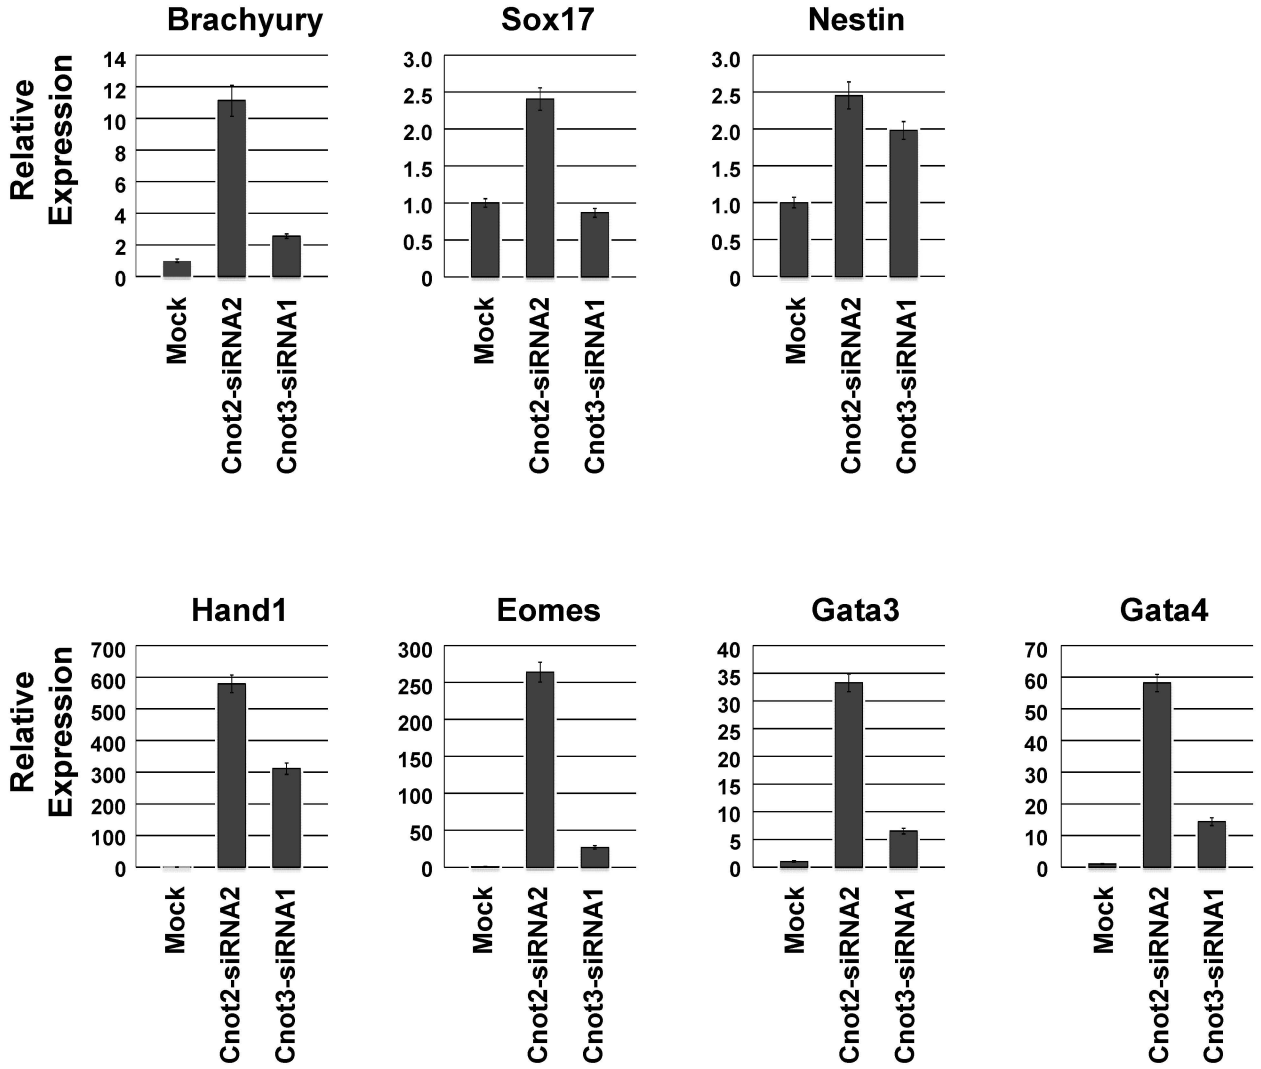 Brachyury
Sox17
Nestin
Relative
Expression
14
12
10
8
6
4
2
0
3.0
2.5
2.0
1.5
1.0
0.5
0
3.0
2.5
2.0
1.5
1.0
0.5
0
Mock
Cnot2-siRNA2
Cnot3-siRNA1
Mock
Cnot2-siRNA2
Cnot3-siRNA1
Mock
Cnot2-siRNA2
Cnot3-siRNA1
Hand1
Eomes
Gata3
Gata4
Relative
Expression
700
600
500
400
300
200
100
0
300
250
200
150
100
50
0
40
35
30
25
20
15
10
5
0
70
60
50
40
30
20
10
0
Mock
Cnot2-siRNA2
Cnot3-siRNA1
Mock
Cnot2-siRNA2
Cnot3-siRNA1
Mock
Cnot2-siRNA2
Cnot3-siRNA1
Mock
Cnot2-siRNA2
Cnot3-siRNA1